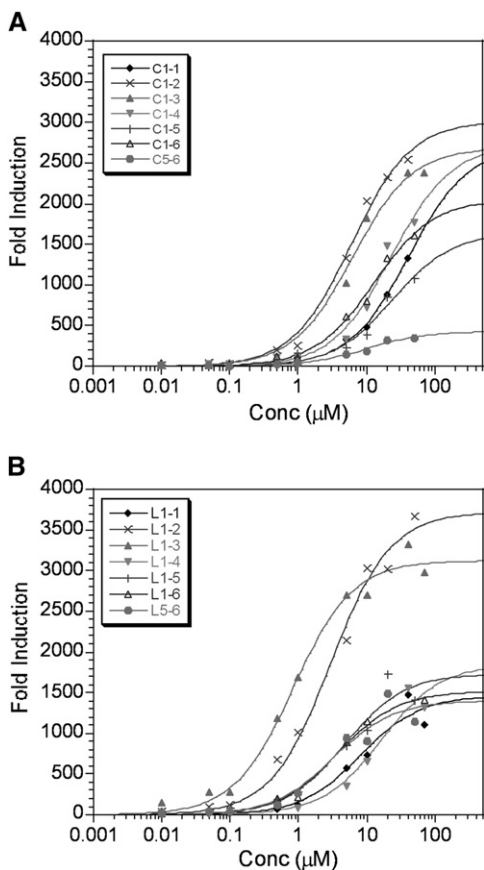 A
4000
3500
3000
2500
2000
1500
1000
500
0
Fold Induction
C1-1
C1-2
C1-3
C1-4
C1-5
C1-6
C5-6
0.001 0.01 0.1 1 10 100
Conc (µM)
B
4000
3500
3000
2500
2000
1500
1000
500
0
Fold Induction
L1-1
L1-2
L1-3
L1-4
L1-5
L1-6
L5-6
0.001 0.01 0.1 1 10 100
Conc (µM)